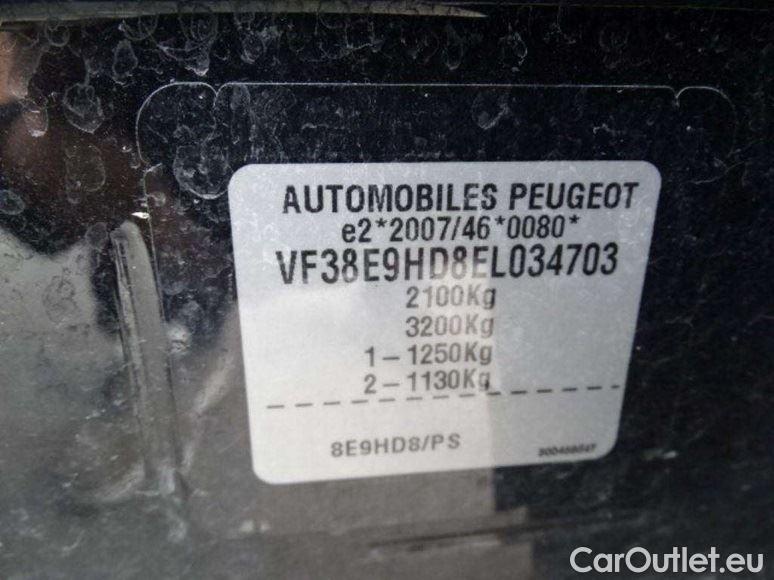 AUTOMOBILES PEUGEOT
e2*2007/46*0080*
VF38E9HD8EL034703
2100Kg
3200Kg
1-1250Kg
2-1130Kg
8E9HD8/PS
CarOutlet.eu